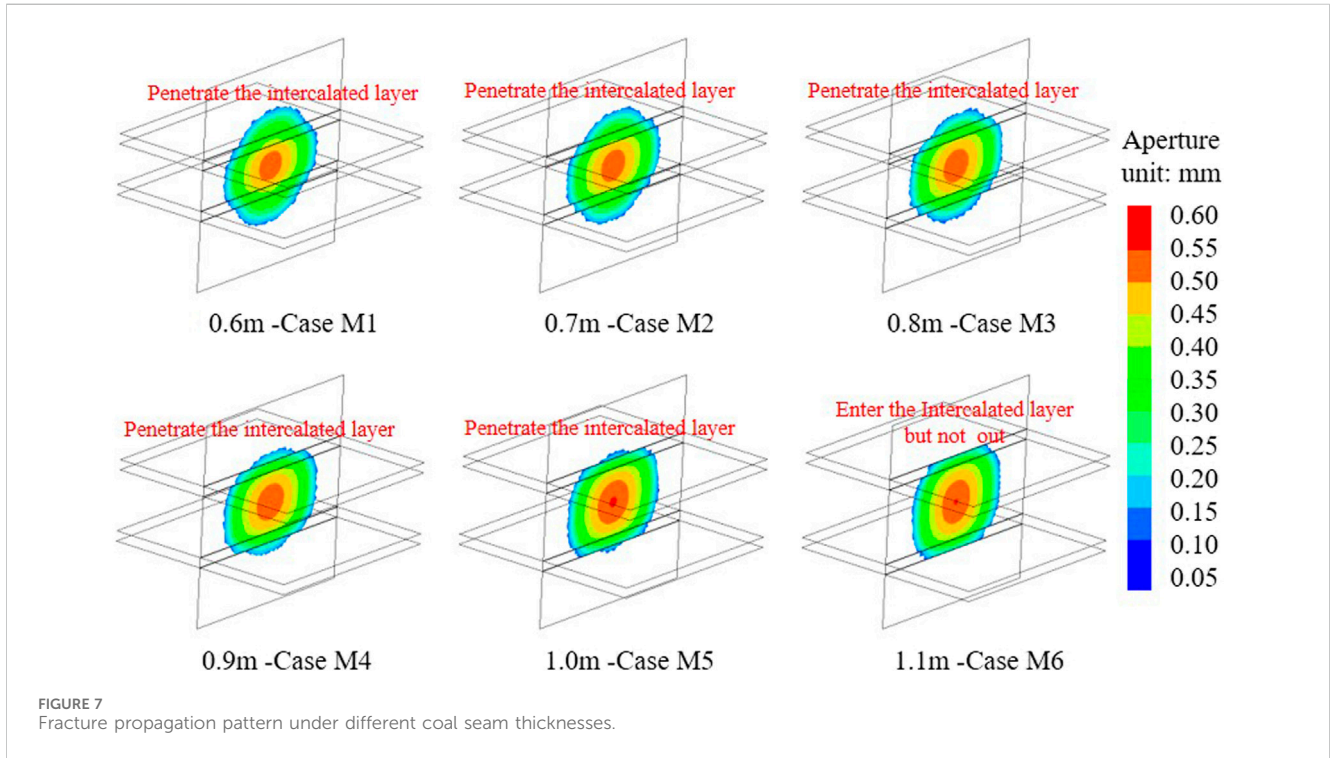 Penetrate the intercalated layer
Penetrate the intercalated layer
Penetrate the intercalated layer
0.6m -Case M1
0.7m -Case M2
0.8m -Case M3
Penetrate the intercalated layer
Penetrate the intercalated layer
Enter the Intercalated layer
but not out
0.9m -Case M4
1.0m -Case M5
1.1m -Case M6
Aperture
unit: mm
0.60
0.55
0.50
0.45
0.40
0.35
0.30
0.25
0.20
0.15
0.10
0.05
FIGURE 7
Fracture propagation pattern under different coal seam thicknesses.